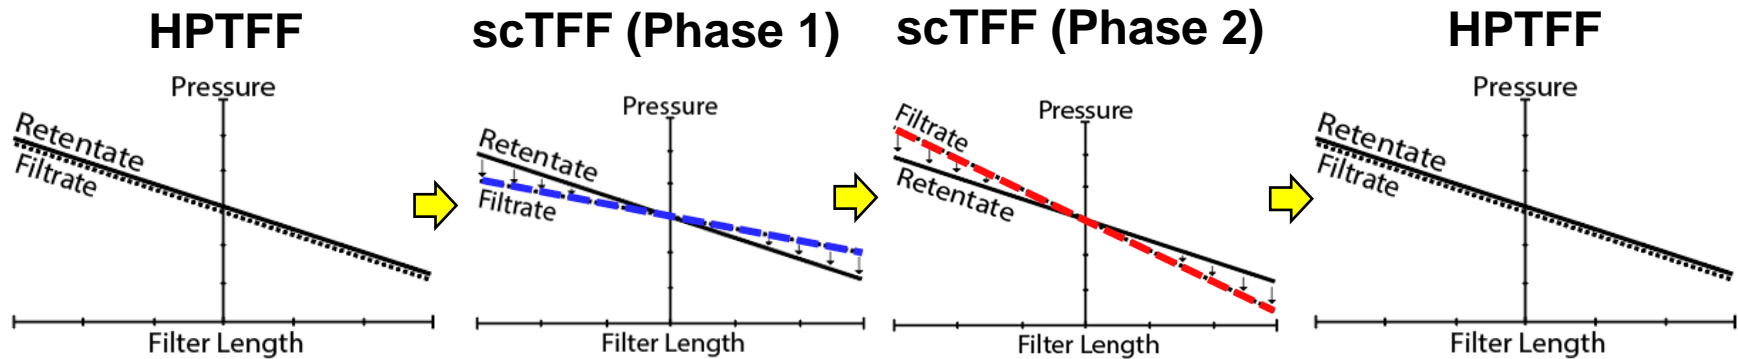 HPTFF
Pressure
Retentate
Filtrate
Filter Length
scTFF (Phase 1)
Pressure
Retentate
Filtrate
Filter Length
scTFF (Phase 2)
Pressure
Filtrate
Retentate
Filter Length
HPTFF
Pressure
Retentate
Filtrate
Filter Length